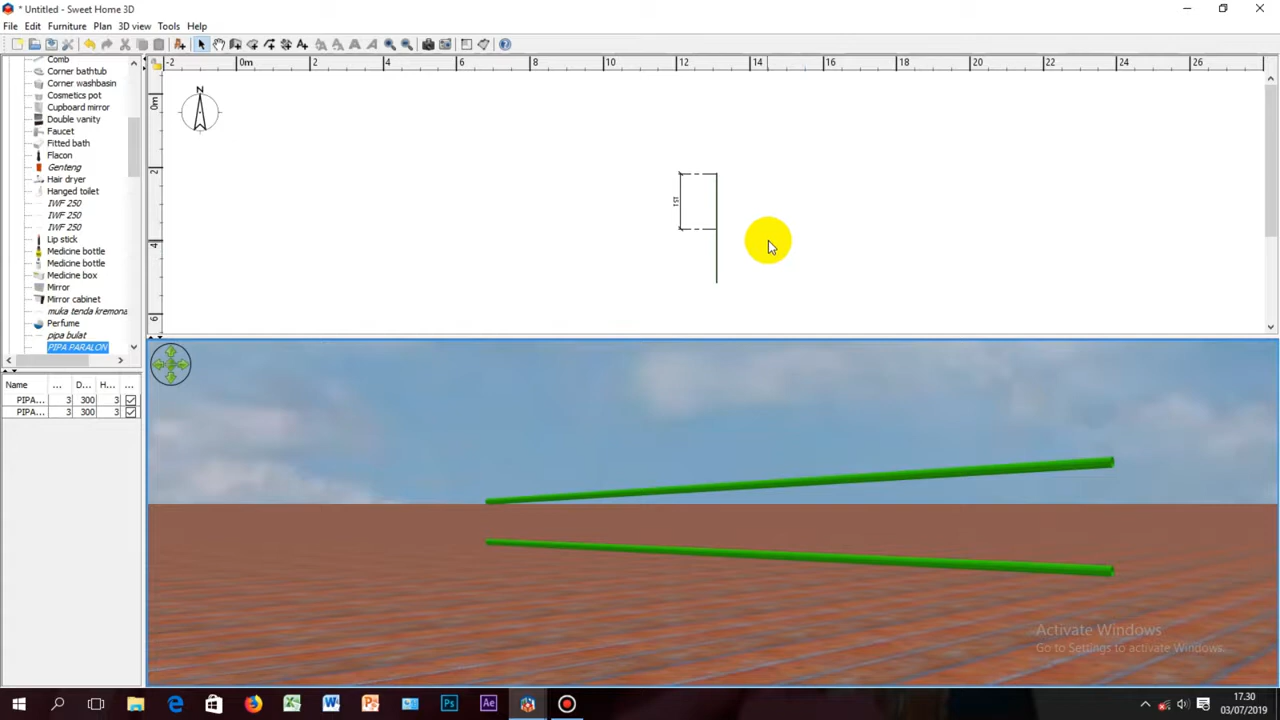 * Untitled - Sweet Home 3D
File Edit Furniture Plan 3D view Tools Help
Comb
Corner bathtub
Corner washbasin
Cosmetics pot
Cupboard mirror
Double vanity
Faucet
Fitted bath
Flacon
Genteng
Hair dryer
Hanged toilet
IWF 250
IWF 250
IWF 250
Lip stick
Medicine bottle
Medicine bottle
Medicine box
Mirror
Mirror cabinet
muka tenda kremona
Perfume
pipa bulat
PIPA PARALON
-2 0m 2 4 6 8 10 12 14 16 18 20 22 24 26
0m
2
4
6
N
151
Name ... D... H... ...
PIPA... 3 300 3
PIPA... 3 300 3
Activate Windows
Go to Settings to activate Windows.
17.30
03/07/2019